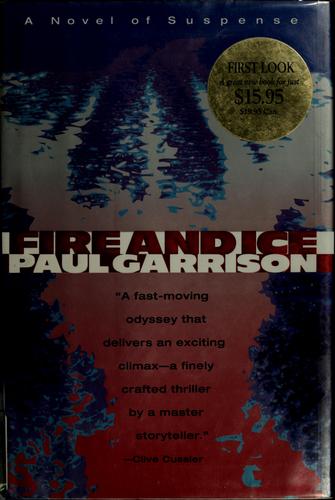 A Novel of Suspense
FIRST LOOK
A great new book for just
$15.95
$19.95 Can.
FIRE AND ICE
PAUL GARRISON
"A fast-moving
odyssey that
delivers an exciting
climax—a finely
crafted thriller
by a master
storyteller."
—Clive Cussler